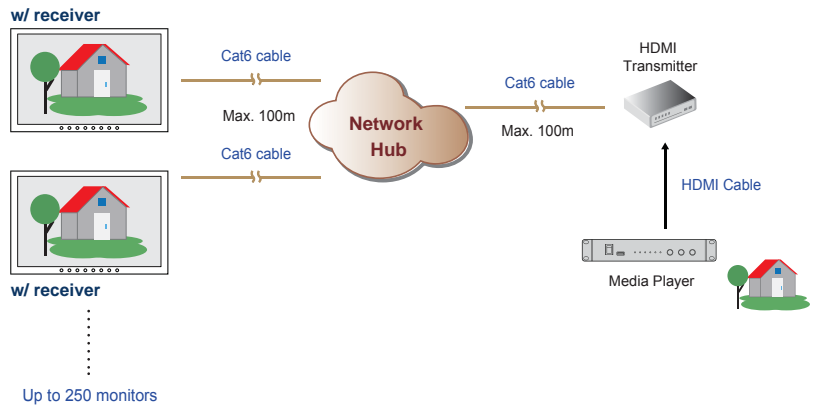 w/ receiver
Cat6 cable
Max. 100m
Cat6 cable
Network
Hub
Cat6 cable
Max. 100m
HDMI
Transmitter
HDMI Cable
Media Player
w/ receiver
Up to 250 monitors